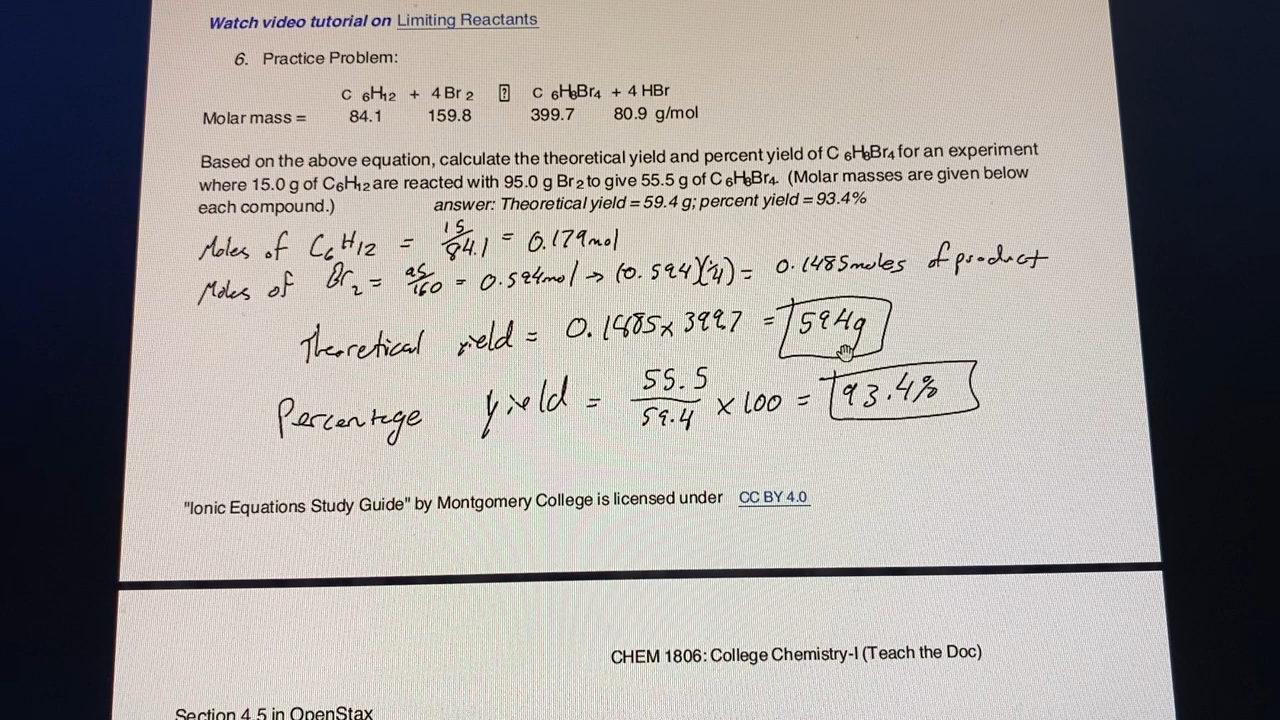 Watch video tutorial on Limiting Reactants
6. Practice Problem:
C 6H12 + 4 Br 2 ? C 6H8Br4 + 4 HBr
Molar mass = 84.1 159.8 399.7 80.9 g/mol
Based on the above equation, calculate the theoretical yield and percent yield of C 6H8Br4 for an experiment
where 15.0 g of C6H12 are reacted with 95.0 g Br2 to give 55.5 g of C6H8Br4. (Molar masses are given below
each compound.) answer: Theoretical yield = 59.4 g; percent yield = 93.4%
Moles of C6H12 = 15/84.1 = 0.179mol
Moles of Br2 = 95/160 = 0.594mol → (0.594)(1/4) = 0.1485moles of product
Theoretical yield = 0.1485 x 399.7 = 59.4g
Percentage yield = 55.5/59.4 x 100 = 93.4%
"Ionic Equations Study Guide" by Montgomery College is licensed under CC BY 4.0
CHEM 1806: College Chemistry-I (Teach the Doc)
Section 4.5 in OpenStax